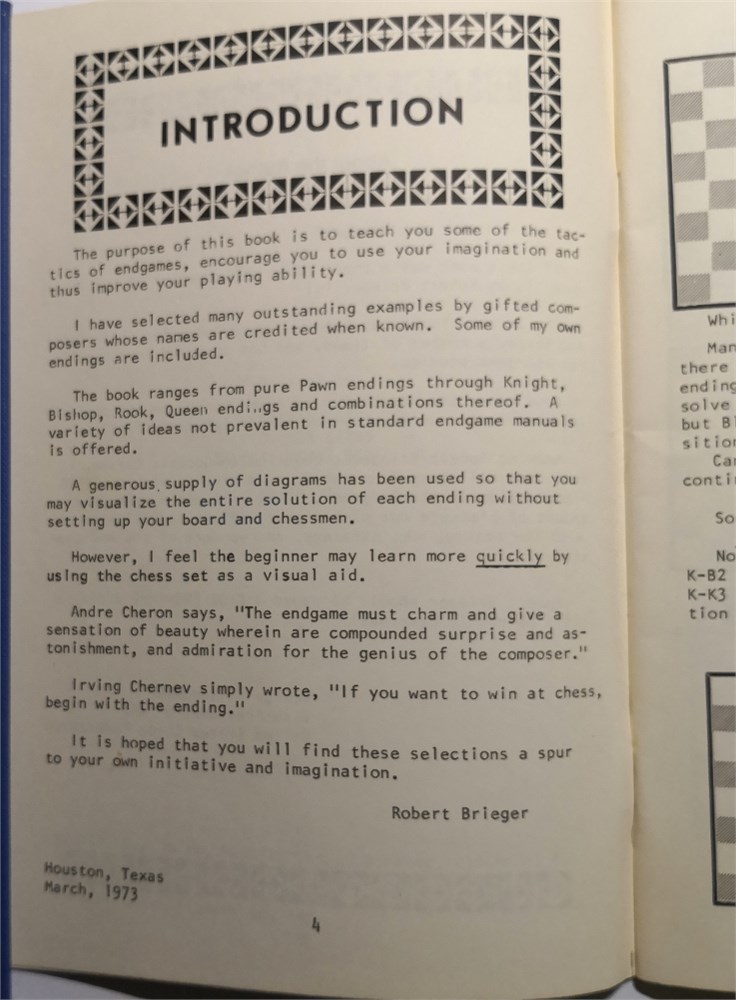 INTRODUCTION
The purpose of this book is to teach you some of the tac-
tics of endgames, encourage you to use your imagination and
thus improve your playing ability.
I have selected many outstanding examples by gifted com-
posers whose names are credited when known. Some of my own
endings are included.
The book ranges from pure Pawn endings through Knight,
Bishop, Rook, Queen endings and combinations thereof. A
variety of ideas not prevalent in standard endgame manuals
is offered.
A generous supply of diagrams has been used so that you
may visualize the entire solution of each ending without
setting up your board and chessmen.
However, I feel the beginner may learn more quickly by
using the chess set as a visual aid.
Andre Cheron says, "The endgame must charm and give a
sensation of beauty wherein are compounded surprise and as-
tonishment, and admiration for the genius of the composer."
Irving Chernev simply wrote, "If you want to win at chess,
begin with the ending."
It is hoped that you will find these selections a spur
to your own initiative and imagination.
Robert Brieger
Houston, Texas
March, 1973
4
Whi
Man
there
ending
solve
but Bl
sition
Ca
conti
So
No
K-B2
K-K3
tion